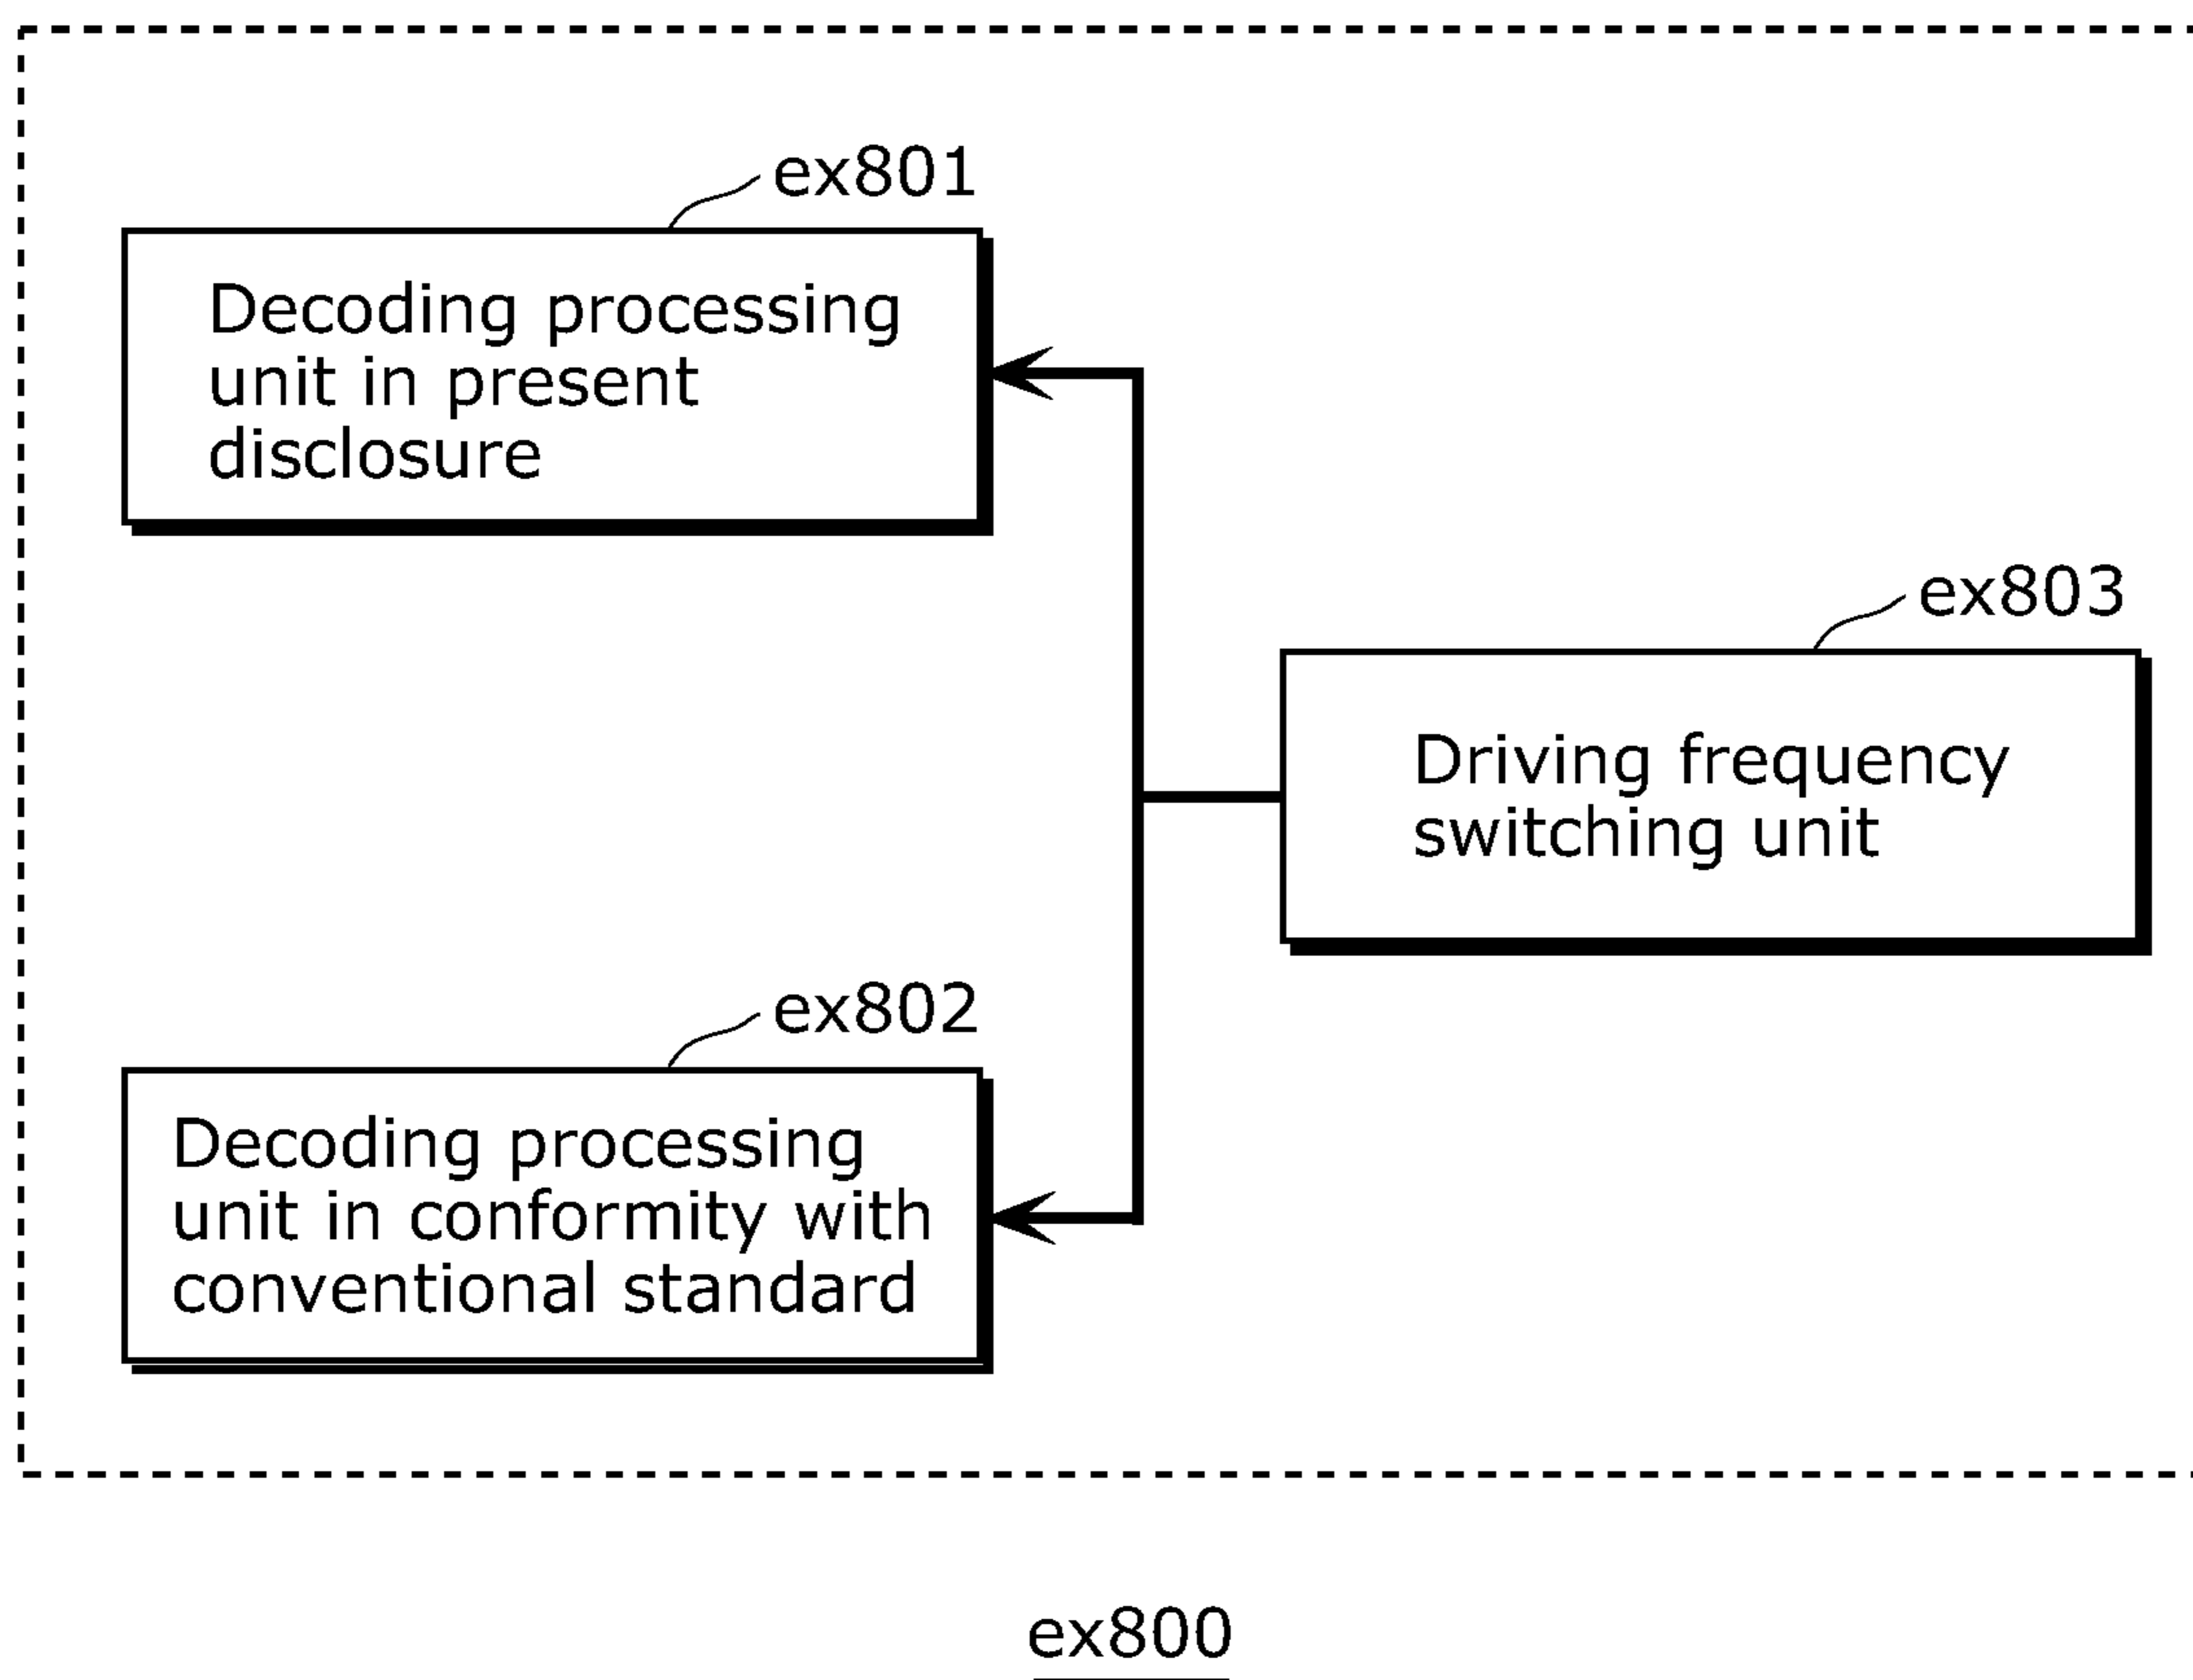 ex801
Decoding processing
unit in present
disclosure
ex803
Driving frequency
switching unit
ex802
Decoding processing
unit in conformity with
conventional standard
ex800